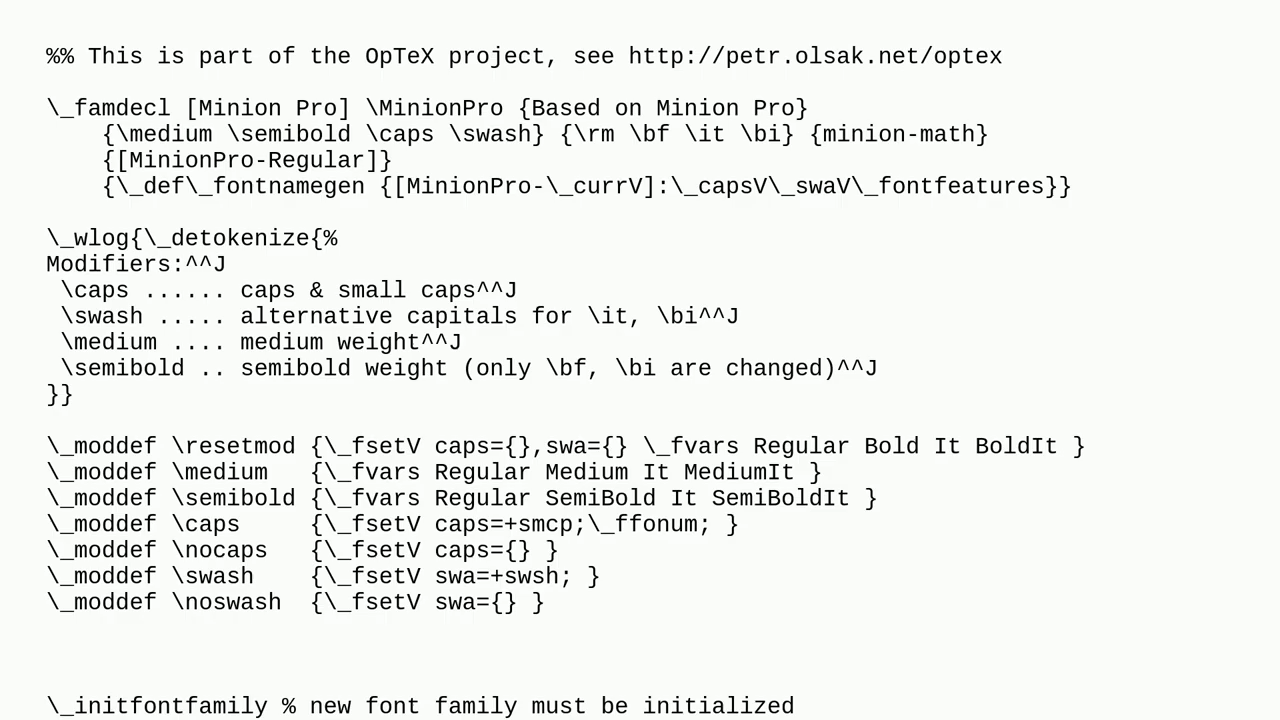 %% This is part of the OpTeX project, see http://petr.olsak.net/optex

\_famdecl [Minion Pro] \MinionPro {Based on Minion Pro}
    {\medium \semibold \caps \swash} {\rm \bf \it \bi} {minion-math}
    {[MinionPro-Regular]}
    {\_def\_fontnamegen {[MinionPro-\_currV]:\_capsV\_swaV\_fontfeatures}}

\_wlog{\_detokenize{%
Modifiers:^^J
 \caps ...... caps & small caps^^J
 \swash ..... alternative capitals for \it, \bi^^J
 \medium .... medium weight^^J
 \semibold .. semibold weight (only \bf, \bi are changed)^^J
}}

\_moddef \resetmod {\_fsetV caps={},swa={} \_fvars Regular Bold It BoldIt }
\_moddef \medium   {\_fvars Regular Medium It MediumIt }
\_moddef \semibold {\_fvars Regular SemiBold It SemiBoldIt }
\_moddef \caps     {\_fsetV caps=+smcp;\_ffonum; }
\_moddef \nocaps   {\_fsetV caps={} }
\_moddef \swash    {\_fsetV swa=+swsh; }
\_moddef \noswash  {\_fsetV swa={} }

\_initfontfamily % new font family must be initialized